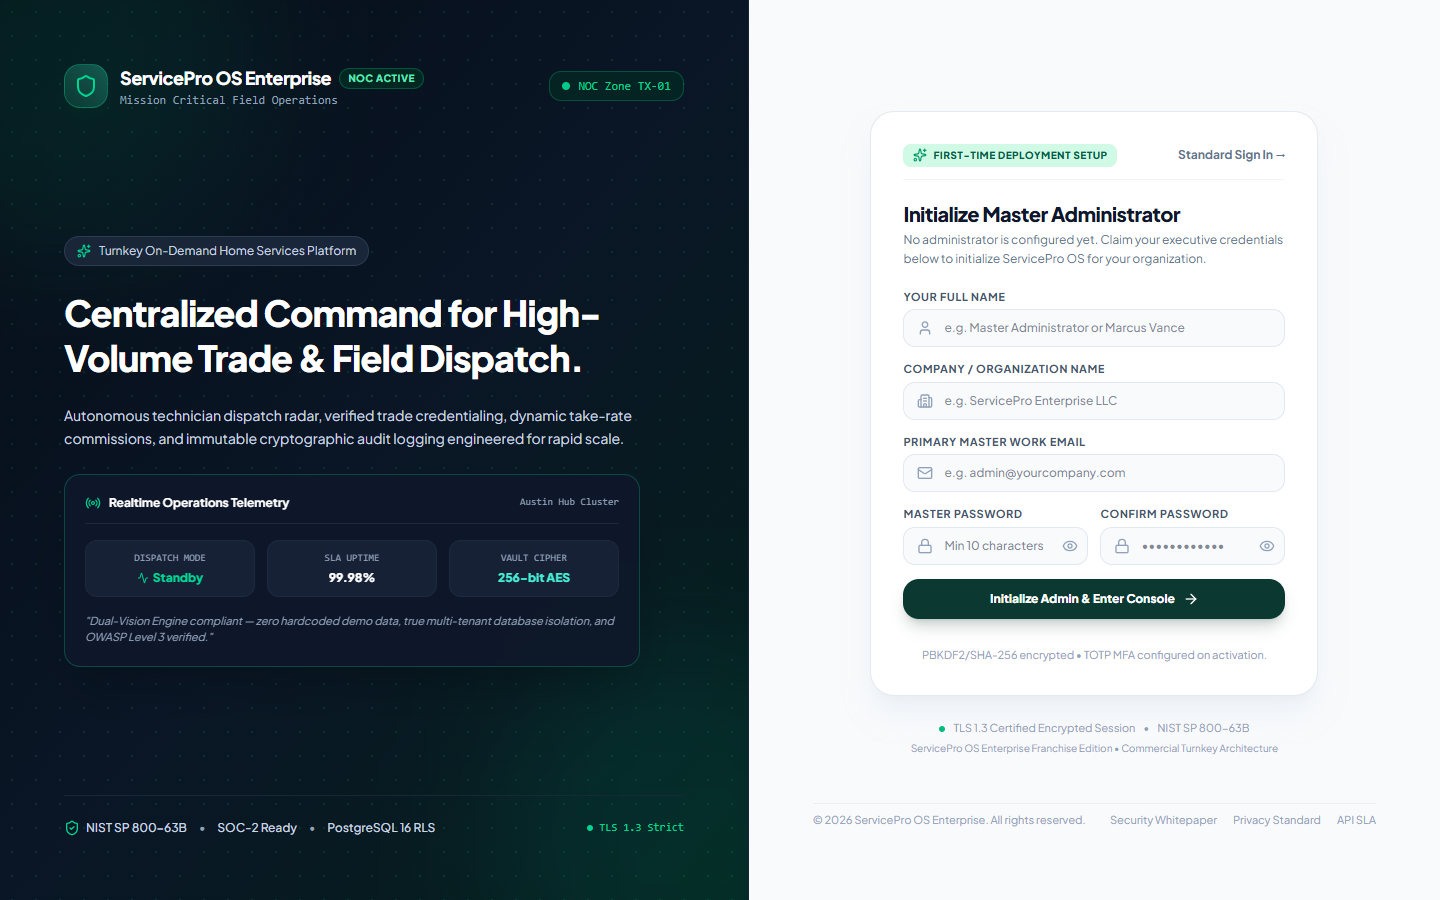 ServicePro OS Enterprise
NOC ACTIVE
Mission Critical Field Operations
NOC Zone TX-01
Turnkey On-Demand Home Services Platform
Centralized Command for High-
Volume Trade & Field Dispatch.
Autonomous technician dispatch radar, verified trade credentialing, dynamic take-rate
commissions, and immutable cryptographic audit logging engineered for rapid scale.
Realtime Operations Telemetry
Austin Hub Cluster
DISPATCH MODE
Standby
SLA UPTIME
99.98%
VAULT CIPHER
256-bit AES
"Dual-Vision Engine compliant — zero hardcoded demo data, true multi-tenant database isolation, and
OWASP Level 3 verified."
NIST SP 800-63B • SOC-2 Ready • PostgreSQL 16 RLS
TLS 1.3 Strict
FIRST-TIME DEPLOYMENT SETUP
Standard Sign In →
Initialize Master Administrator
No administrator is configured yet. Claim your executive credentials
below to initialize ServicePro OS for your organization.
YOUR FULL NAME
e.g. Master Administrator or Marcus Vance
COMPANY / ORGANIZATION NAME
e.g. ServicePro Enterprise LLC
PRIMARY MASTER WORK EMAIL
e.g. admin@yourcompany.com
MASTER PASSWORD
Min 10 characters
CONFIRM PASSWORD
••••••••••••
Initialize Admin & Enter Console →
PBKDF2/SHA-256 encrypted • TOTP MFA configured on activation.
TLS 1.3 Certified Encrypted Session • NIST SP 800-63B
ServicePro OS Enterprise Franchise Edition • Commercial Turnkey Architecture
© 2026 ServicePro OS Enterprise. All rights reserved.
Security Whitepaper
Privacy Standard
API SLA